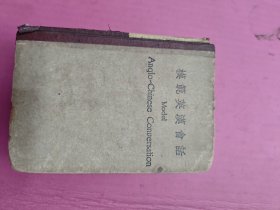 模範英漢會話
Model
Anglo-Chinese Conversation